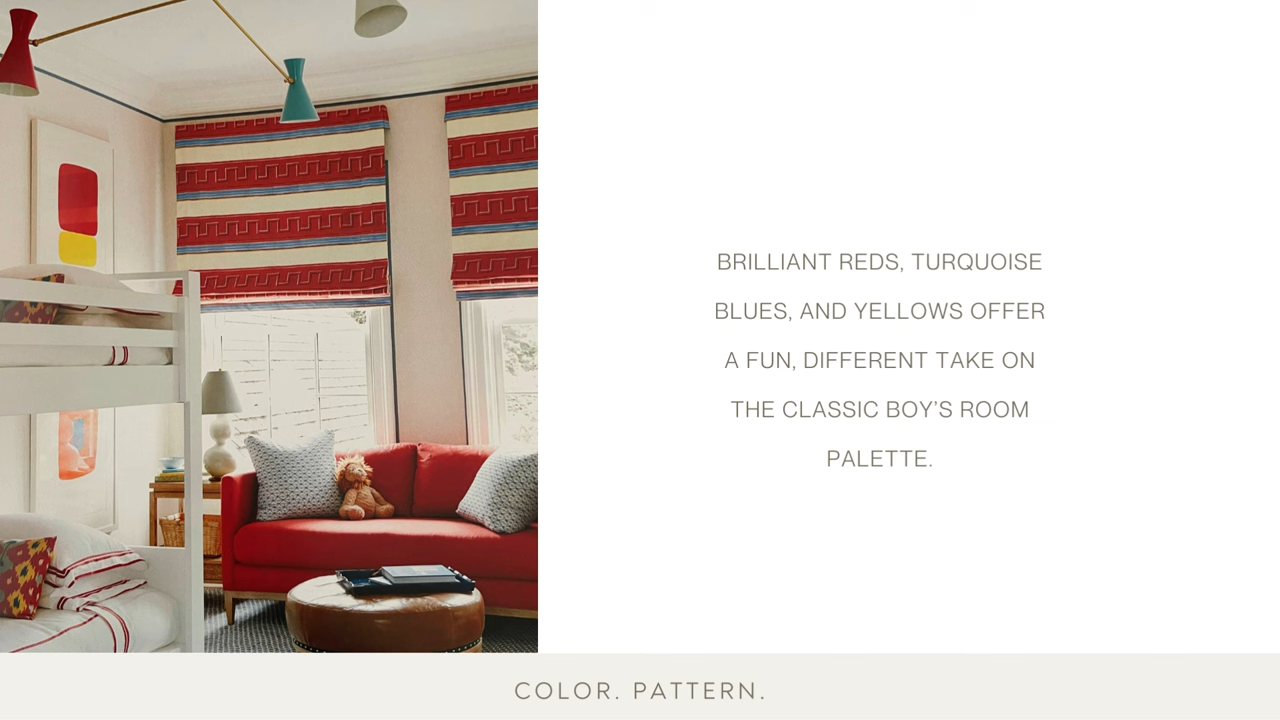 BRILLIANT REDS, TURQUOISE
BLUES, AND YELLOWS OFFER
A FUN, DIFFERENT TAKE ON
THE CLASSIC BOY’S ROOM
PALETTE.
COLOR. PATTERN.